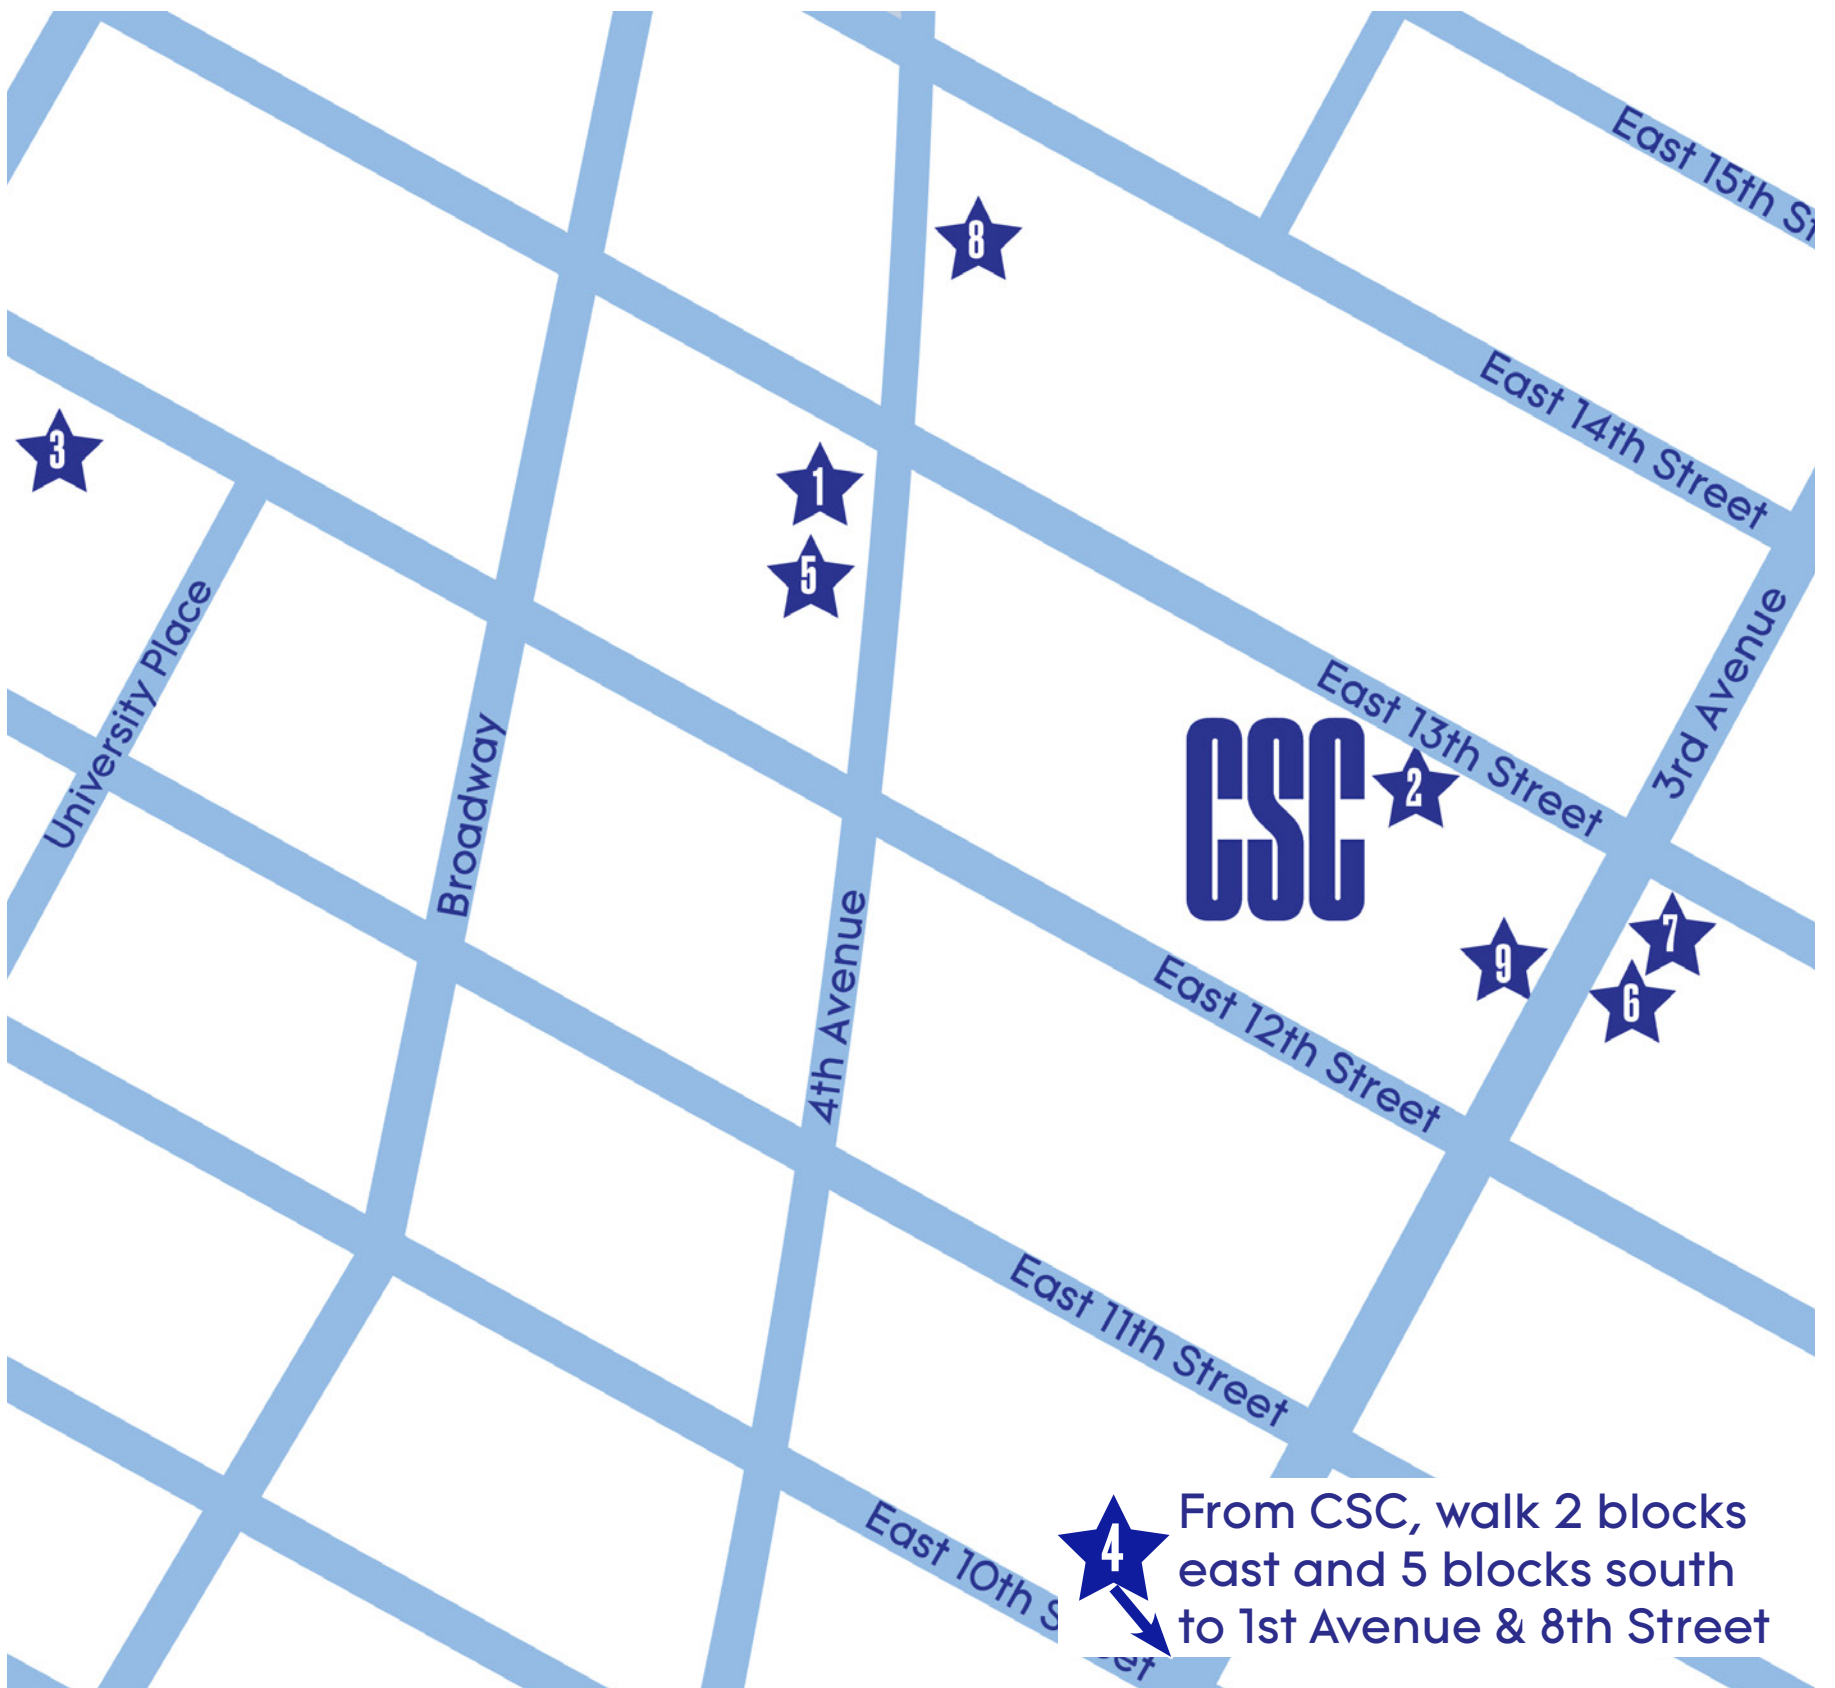 East 15th St
8
East 14th Street
3
1
5
University Place
Broadway
3rd Avenue
East 13th Street
CSC
2
4th Avenue
7
9
6
East 12th Street
East 11th Street
East 10th S
eet
4
From CSC, walk 2 blocks
east and 5 blocks south
to 1st Avenue & 8th Street